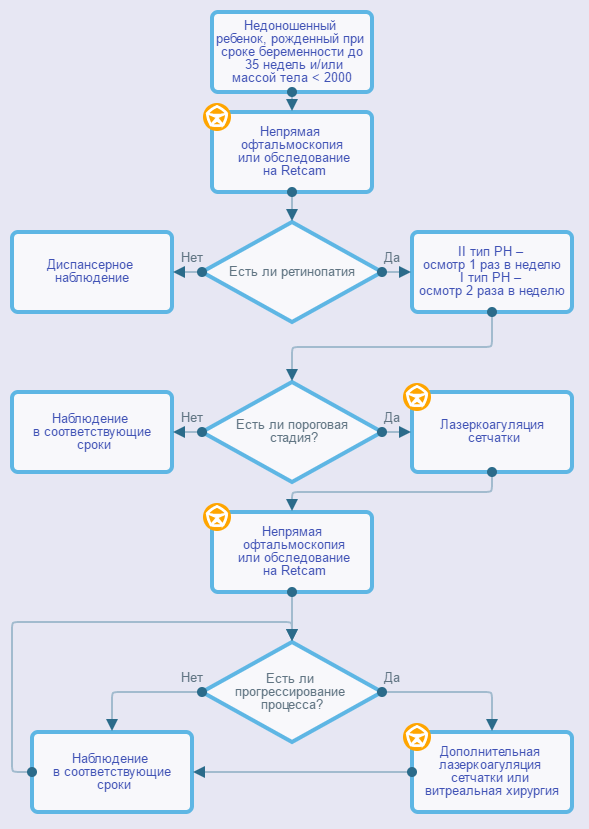 Недоношенный
ребенок, рожденный при
сроке беременности до
35 недель и/или
массой тела < 2000
Непрямая
офтальмоскопия
или обследование
на Retcam
Нет
Есть ли ретинопатия
Да
Диспансерное
наблюдение
II тип РН –
осмотр 1 раз в неделю
I тип РН –
осмотр 2 раза в неделю
Нет
Есть ли пороговая
стадия?
Да
Наблюдение
в соответствующие
сроки
Лазеркоагуляция
сетчатки
Непрямая
офтальмоскопия
или обследование
на Retcam
Нет
Есть ли
прогрессирование
процесса?
Да
Наблюдение
в соответствующие
сроки
Дополнительная
лазеркоагуляция
сетчатки или
витреальная хирургия